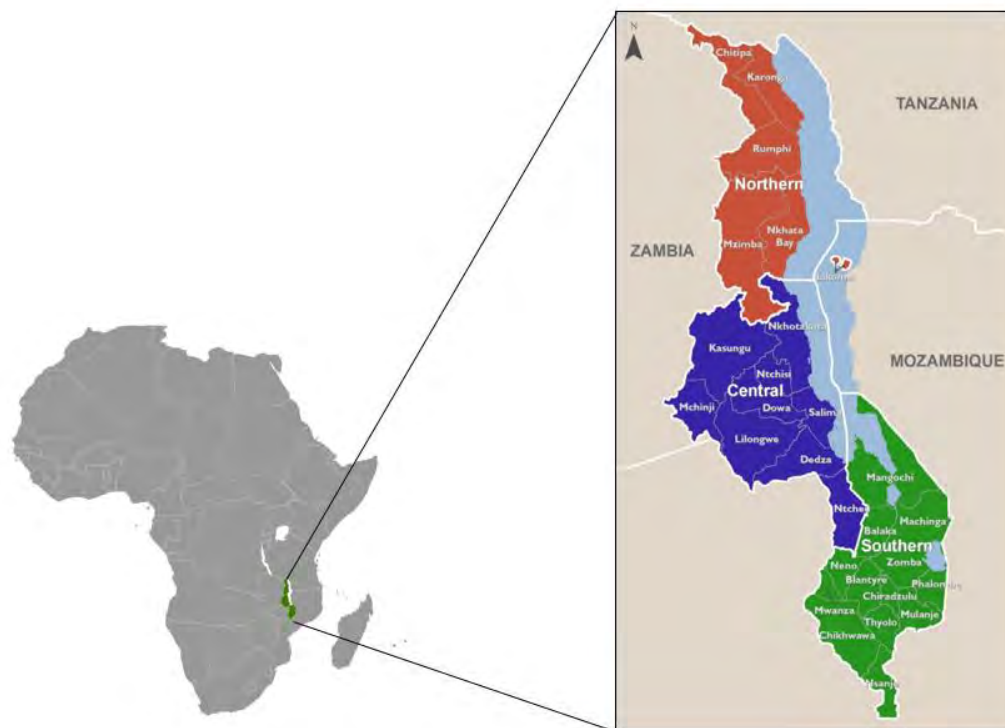 N
Chitipa
Karonga
TANZANIA
Rumphi
Northern
Nkhata
Bay
Mzimba
ZAMBIA
Nkhotakota
MOZAMBIQUE
Kasungu
Ntchisi
Central
Mchinji
Dowa
Salima
Lilongwe
Dedza
Mangochi
Ntcheu
Machinga
Balaka
Southern
Zomba
Neno
Blantyre
Phalombe
Chiradzulu
Mwanza
Mulanje
Thyolo
Chikhwawa
Nsanje